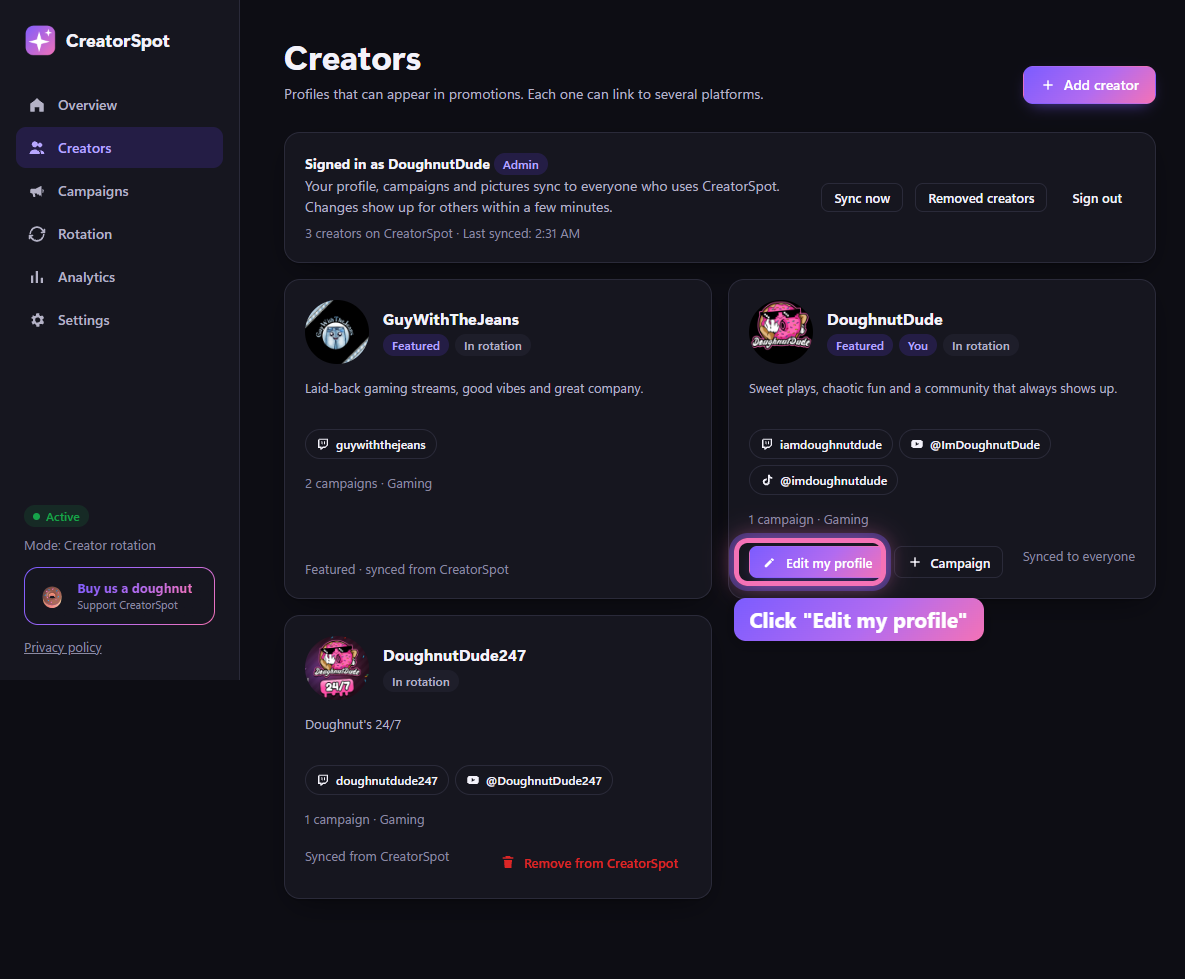 CreatorSpot
Overview
Creators
Campaigns
Rotation
Analytics
Settings
Active
Mode: Creator rotation
Buy us a doughnut
Support CreatorSpot
Privacy policy
Creators
Profiles that can appear in promotions. Each one can link to several platforms.
+ Add creator
Signed in as DoughnutDude Admin
Your profile, campaigns and pictures sync to everyone who uses CreatorSpot.
Changes show up for others within a few minutes.
3 creators on CreatorSpot · Last synced: 2:31 AM
Sync now
Removed creators
Sign out
GuyWithTheJeans
Featured
In rotation
Laid-back gaming streams, good vibes and great company.
guywiththejeans
2 campaigns · Gaming
Featured · synced from CreatorSpot
DoughnutDude
DoughnutDude
Featured
You
In rotation
Sweet plays, chaotic fun and a community that always shows up.
iamdoughnutdude
@ImDoughnutDude
@imdoughnutdude
1 campaign · Gaming
Edit my profile
+ Campaign
Synced to everyone
Click "Edit my profile"
DoughnutDude
24/7
DoughnutDude247
In rotation
Doughnut's 24/7
doughnutdude247
@DoughnutDude247
1 campaign · Gaming
Synced from CreatorSpot
Remove from CreatorSpot